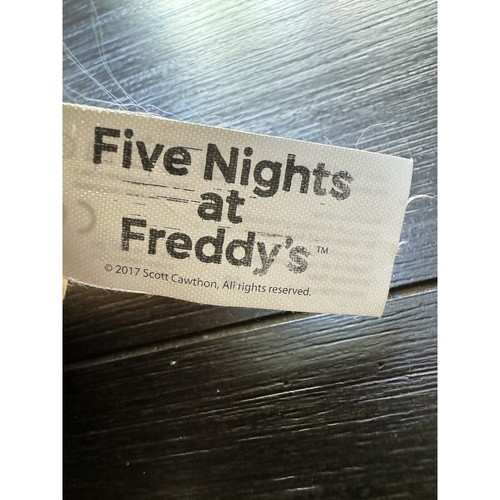 Five Nights
at
Freddy's™
© 2017 Scott Cawthon, All rights reserved.